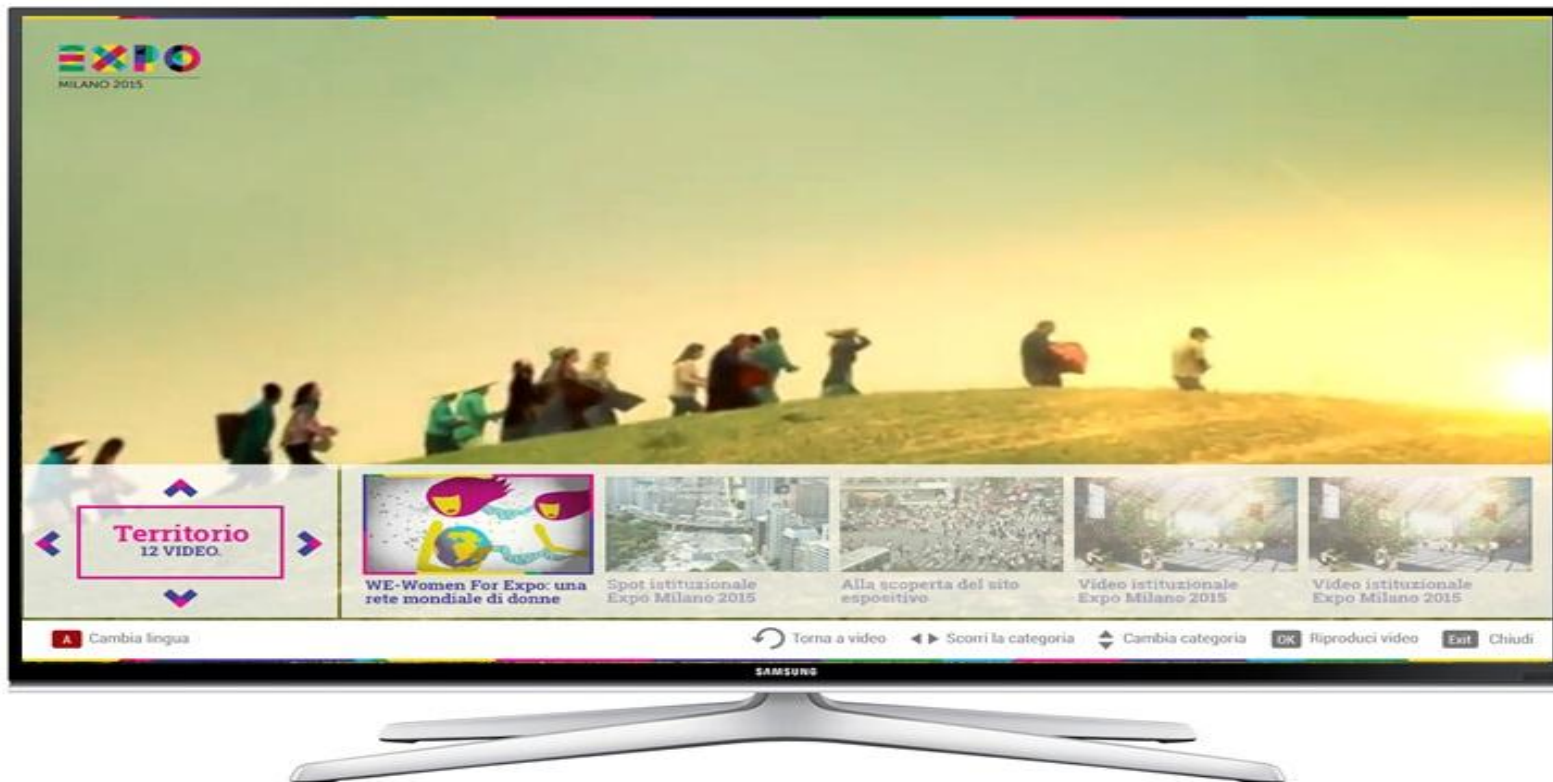 EXPO
MILANO 2015
Territorio
12 VIDEO.
WE-Women For Expo: una
rete mondiale di donne
Spot istituzionale
Expo Milano 2015
Alla scoperta del sito
espositivo
Video istituzionale
Expo Milano 2015
Video istituzionale
Expo Milano 2015
A Cambia lingua
Torna a video
Scorri la categoria
Cambia categoria
OK Riproduci video
Exit Chiudi
SAMSUNG